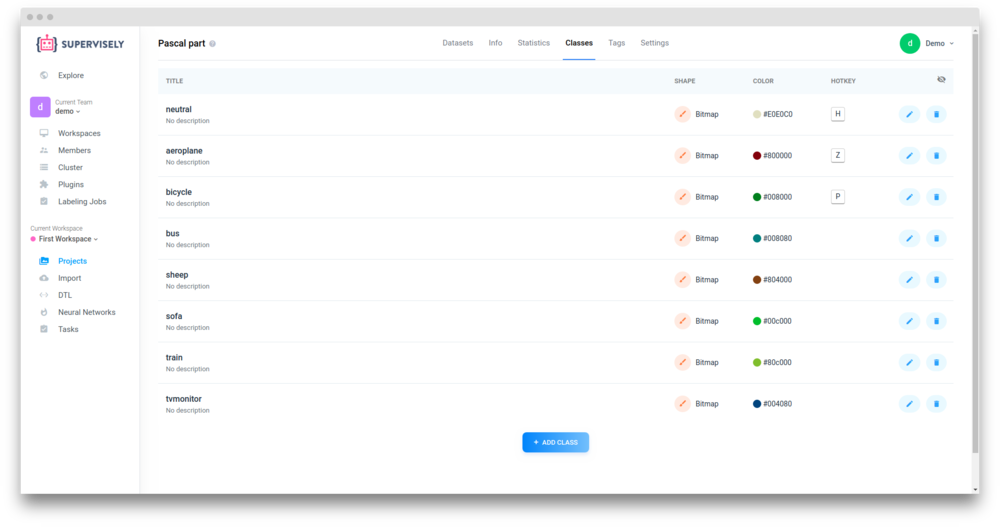 SUPERVISELY
Pascal part ?
Datasets Info Statistics Classes Tags Settings
d Demo
Explore
d Current Team
demo
Workspaces
Members
Cluster
Plugins
Labeling Jobs
Current Workspace
First Workspace
Projects
Import
DTL
Neural Networks
Tasks
TITLE SHAPE COLOR HOTKEY
neutral
No description
Bitmap #E0E0C0 H
aeroplane
No description
Bitmap #800000 Z
bicycle
No description
Bitmap #008000 P
bus
No description
Bitmap #008080
sheep
No description
Bitmap #804000
sofa
No description
Bitmap #00c000
train
No description
Bitmap #80c000
tvmonitor
No description
Bitmap #004080
+ ADD CLASS